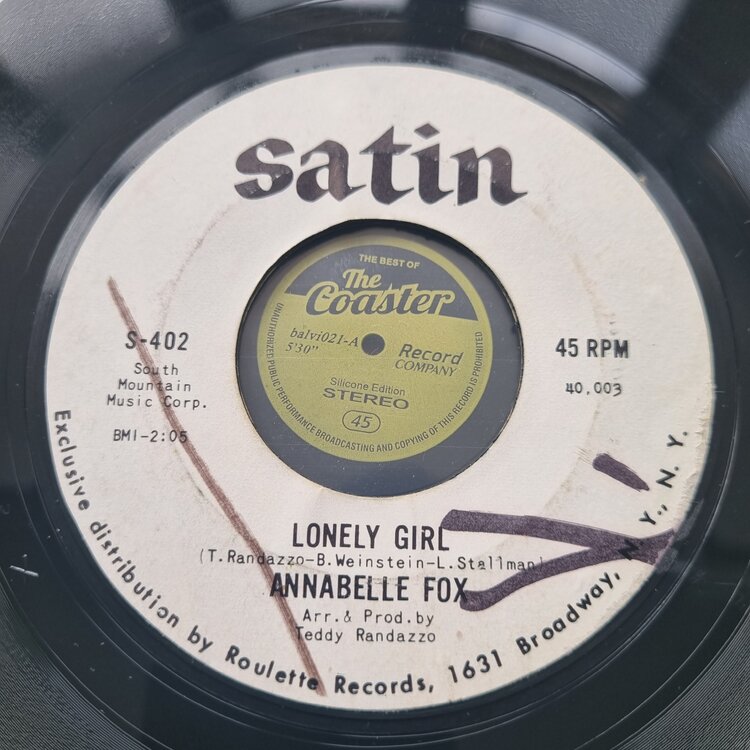 satin
THE BEST OF
The
Coaster
balvi021-A
5'30"
Record
COMPANY
Silicone Edition
STEREO
45
UNAUTHORIZED PUBLIC PERFORMANCE BROADCASTING AND COPYING OF THIS RECORD IS PROHIBITED
S-402
South
Mountain
Music Corp.
BMI-2:05
45 RPM
40,003
LONELY GIRL
(T.Randazzo-B.Weinstein-L.Stallman)
ANNABELLE FOX
Arr.& Prod.by
Teddy Randazzo
Exclusive distribution by Roulette Records, 1631 Broadway, N.Y., N.Y.